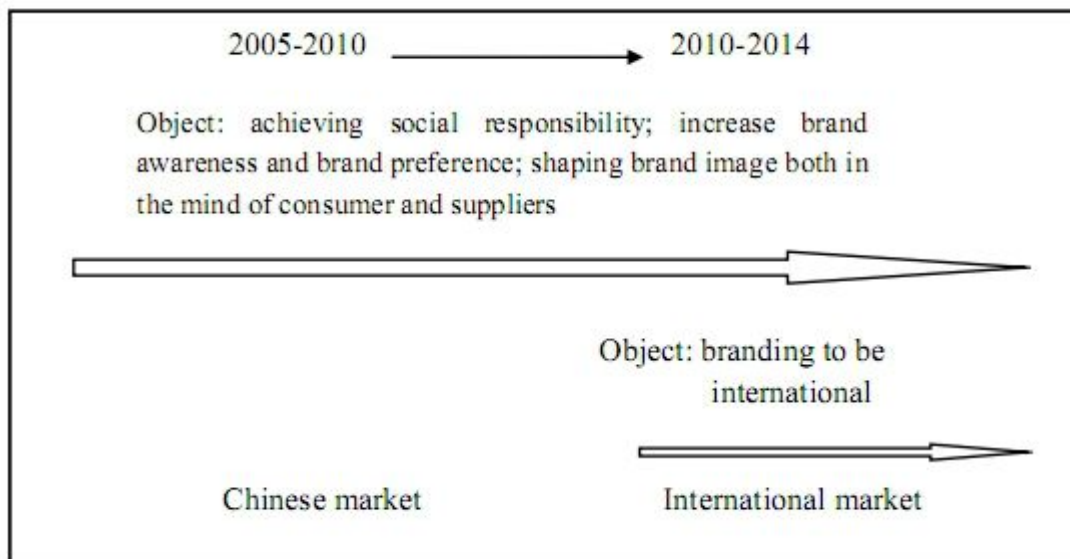 2005-2010 2010-2014
Object: achieving social responsibility; increase brand
awareness and brand preference; shaping brand image both in
the mind of consumer and suppliers
Object: branding to be
international
Chinese market International market